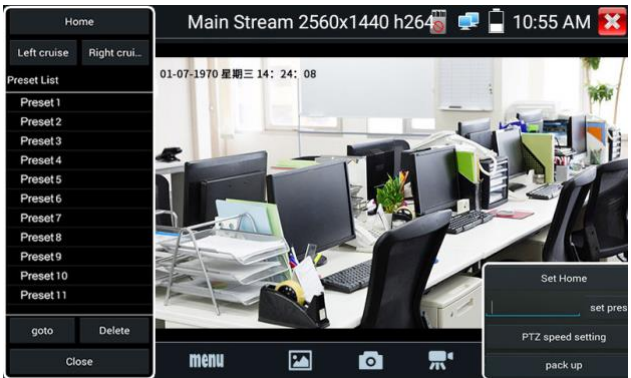 Home
Main Stream 2560x1440 h264
10:55 AM
Left cruise
Right crui...
Preset List
01-07-1970 星期三 14: 24: 08
Preset 1
Preset 2
Preset 3
Preset 4
Preset 5
Preset 6
Preset 7
Preset 8
Preset 9
Preset 10
Preset 11
goto
Delete
Close
menu
Set Home
set pres
PTZ speed setting
pack up